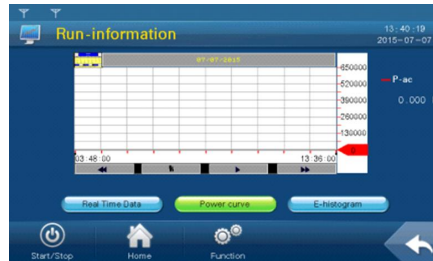 13:40:19
Run-information
2015-07-07
07-07-2015
650000
520000
P-ac
390000
0.000
260000
130000
03:48:00
13:36:00
Real Time Data
Power curve
E-histogram
Start/Stop
Home
Function